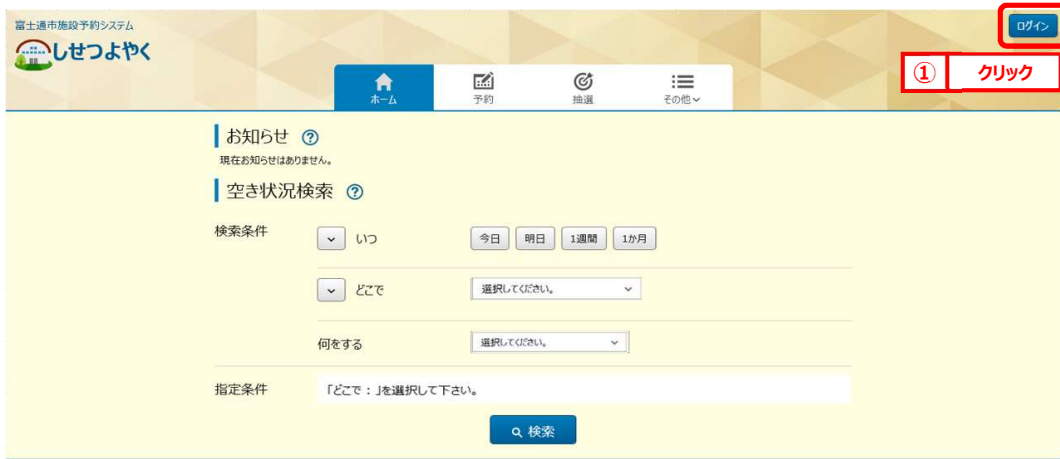 富士通市施設予約システム
しせつよやく
ログイン
① クリック
ホーム 予約 抽選 その他
お知らせ ?
現在お知らせはありません。
空き状況検索 ?
検索条件 いつ 今日 明日 1週間 1か月
どこで 選択してください。
何をする 選択してください。
指定条件 「どこで：」を選択して下さい。
検索